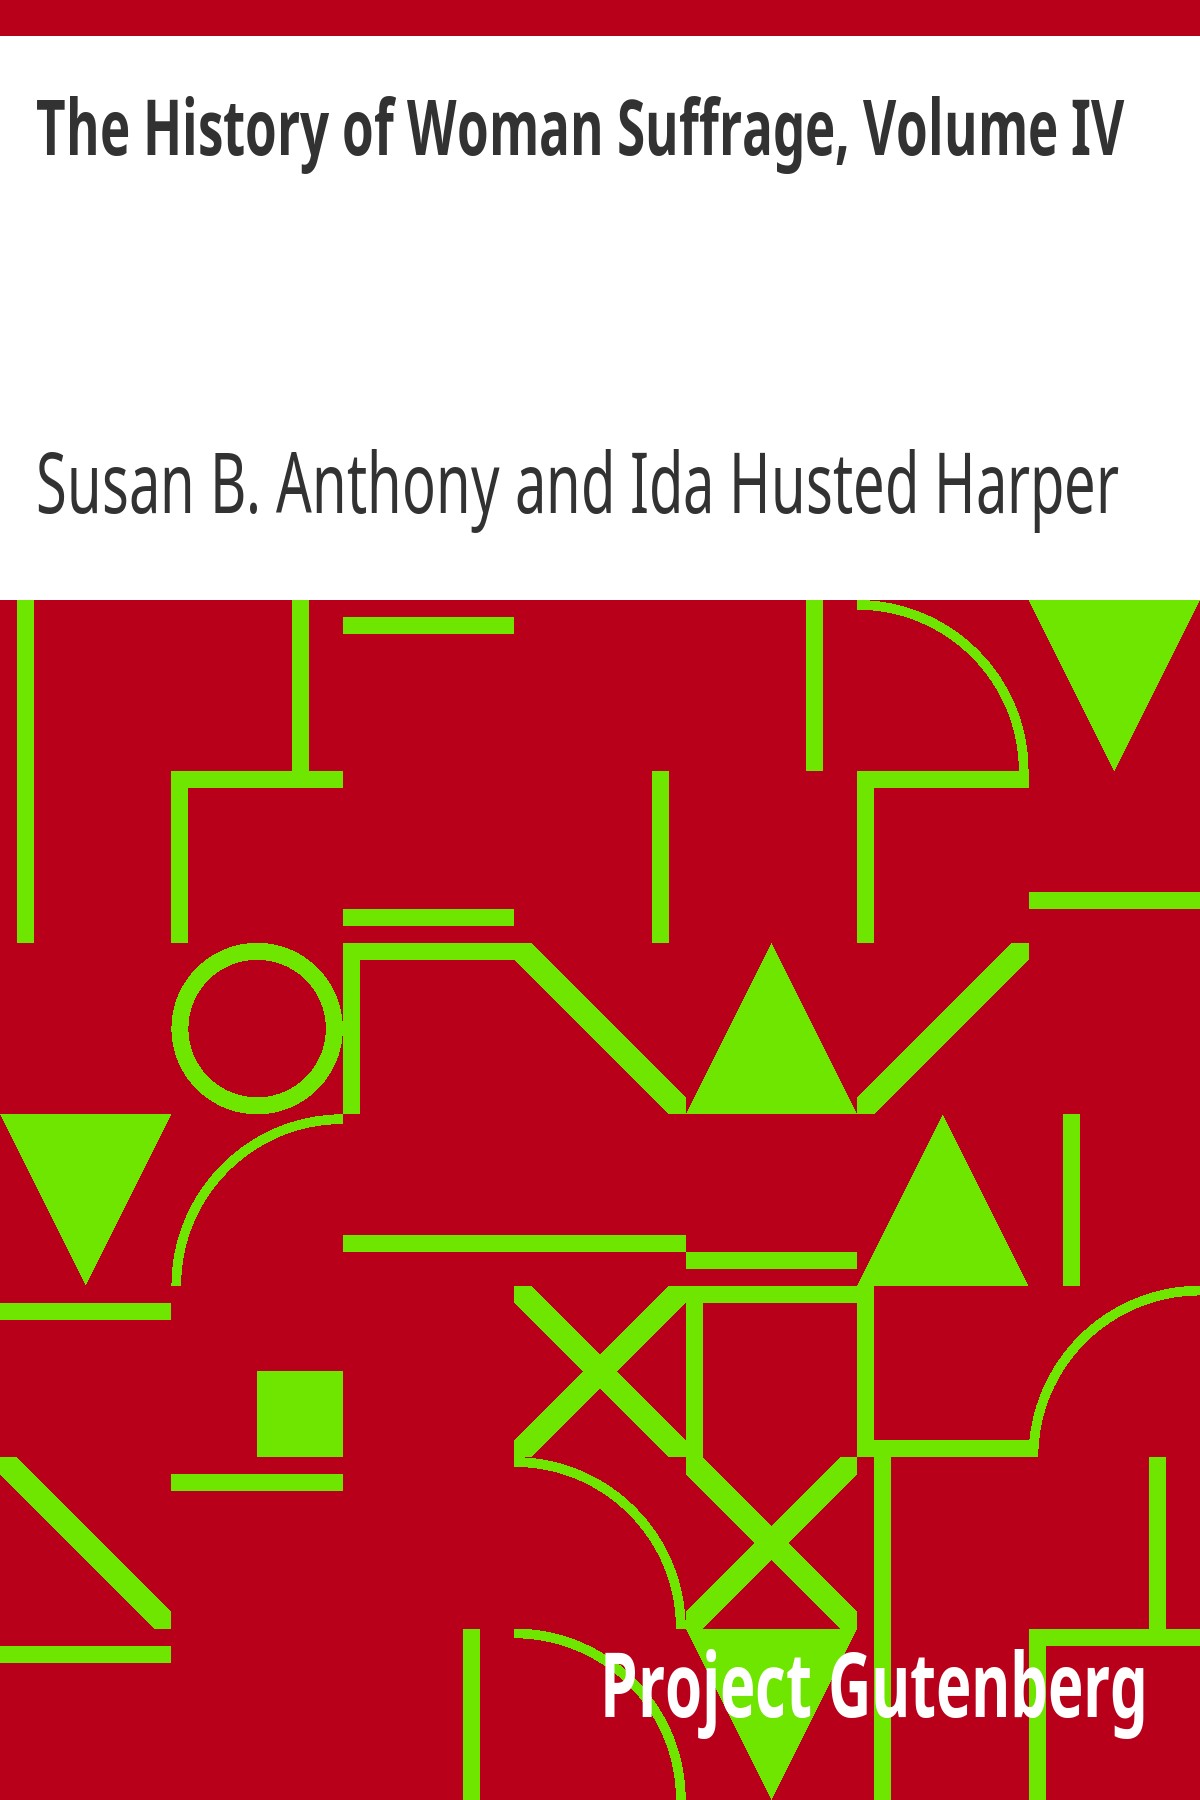 The History of Woman Suffrage, Volume IV
Susan B. Anthony and Ida Husted Harper
Project Gutenberg